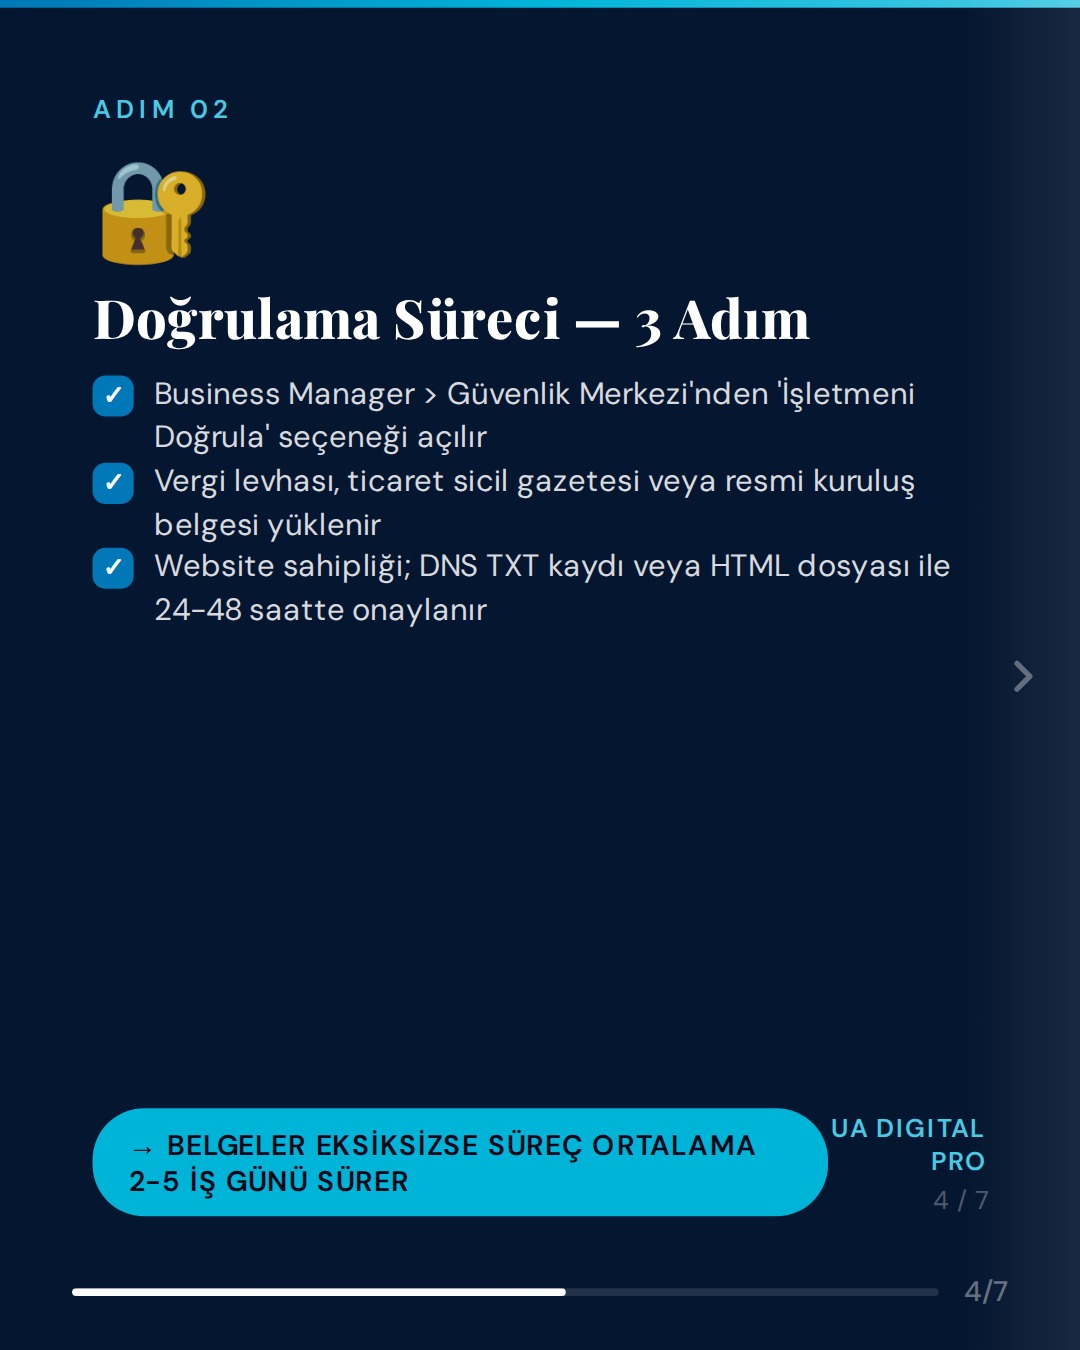 ADIM 02
Doğrulama Süreci — 3 Adım
✓ Business Manager > Güvenlik Merkezi'nden 'İşletmeni
Doğrula' seçeneği açılır
✓ Vergi levhası, ticaret sicil gazetesi veya resmi kuruluş
belgesi yüklenir
✓ Website sahipliği; DNS TXT kaydı veya HTML dosyası ile
24-48 saatte onaylanır
→ BELGELER EKSİKSİZSE SÜREÇ ORTALAMA
2-5 İŞ GÜNÜ SÜRER
UA DIGITAL
PRO
4 / 7
4/7